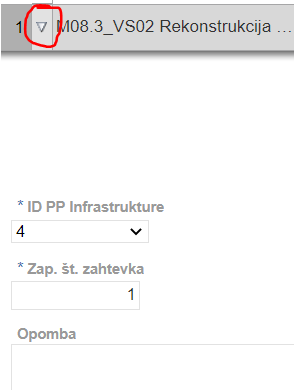 1 M08.3_VS02 Rekonstrukcija ...
* ID PP Infrastrukture
4
* Zap. št. zahtevka
1
Opomba